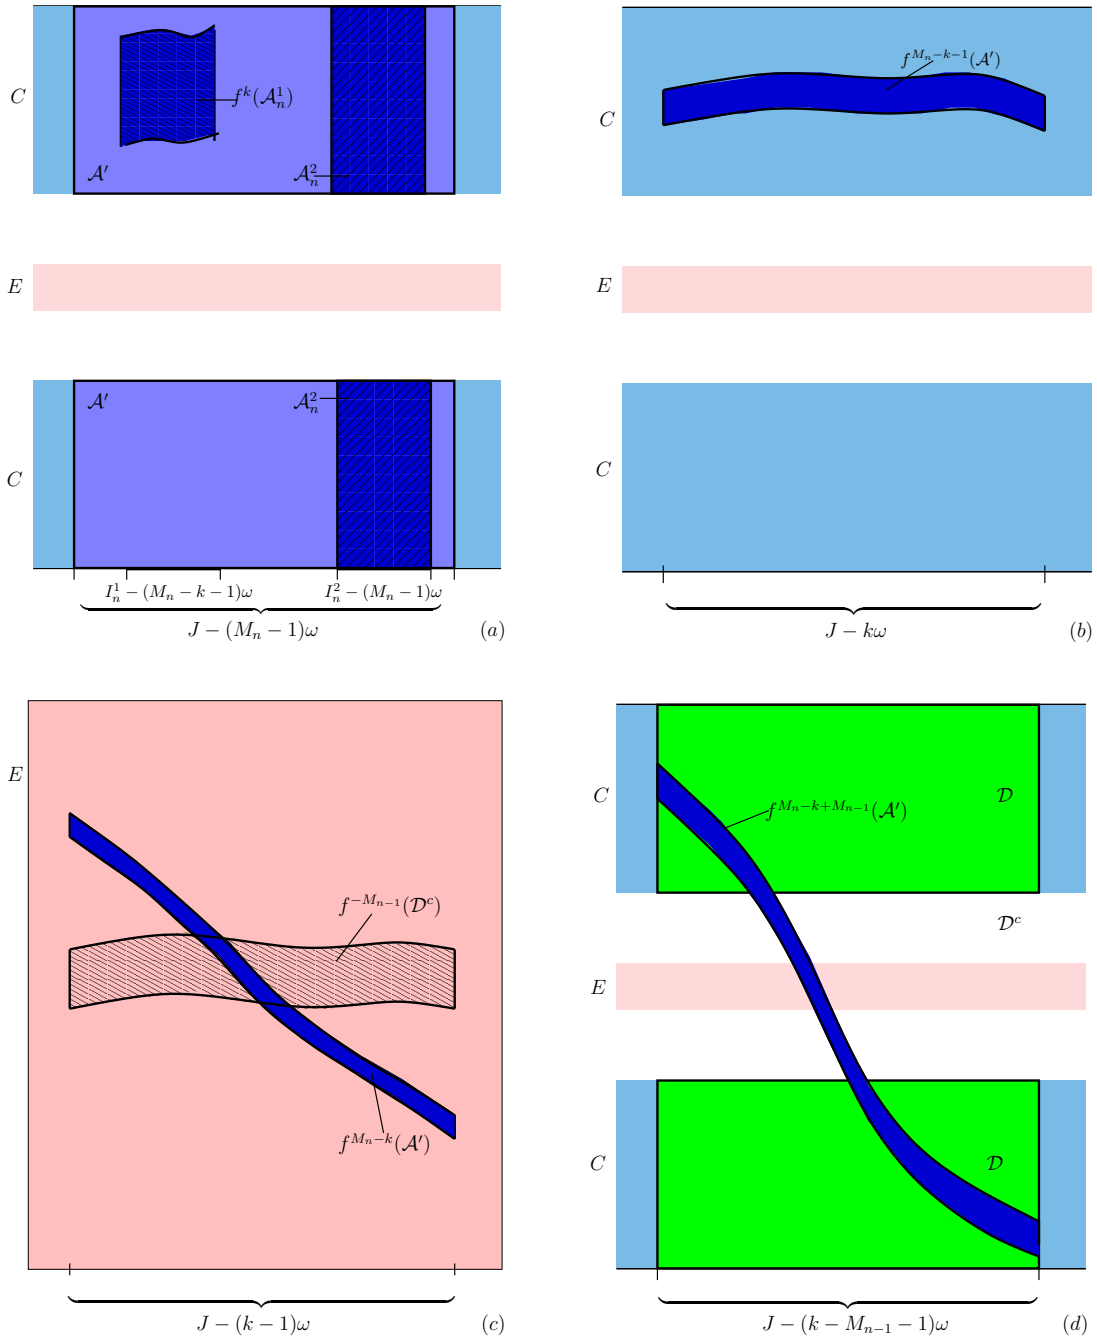 C
f^k(𝒜_n^1)
𝒜′
𝒜_n^2
E
𝒜′
𝒜_n^2
C
I_n^1 − (M_n − k − 1)ω
I_n^2 − (M_n − 1)ω
J − (M_n − 1)ω
(a)
f^{M_n−k−1}(𝒜′)
C
E
C
J − kω
(b)
E
f^{−M_{n−1}}(𝒟^c)
f^{M_n−k}(𝒜′)
J − (k − 1)ω
(c)
C
𝒟
f^{M_n−k+M_{n−1}}(𝒜′)
𝒟^c
E
C
𝒟
J − (k − M_{n−1} − 1)ω
(d)